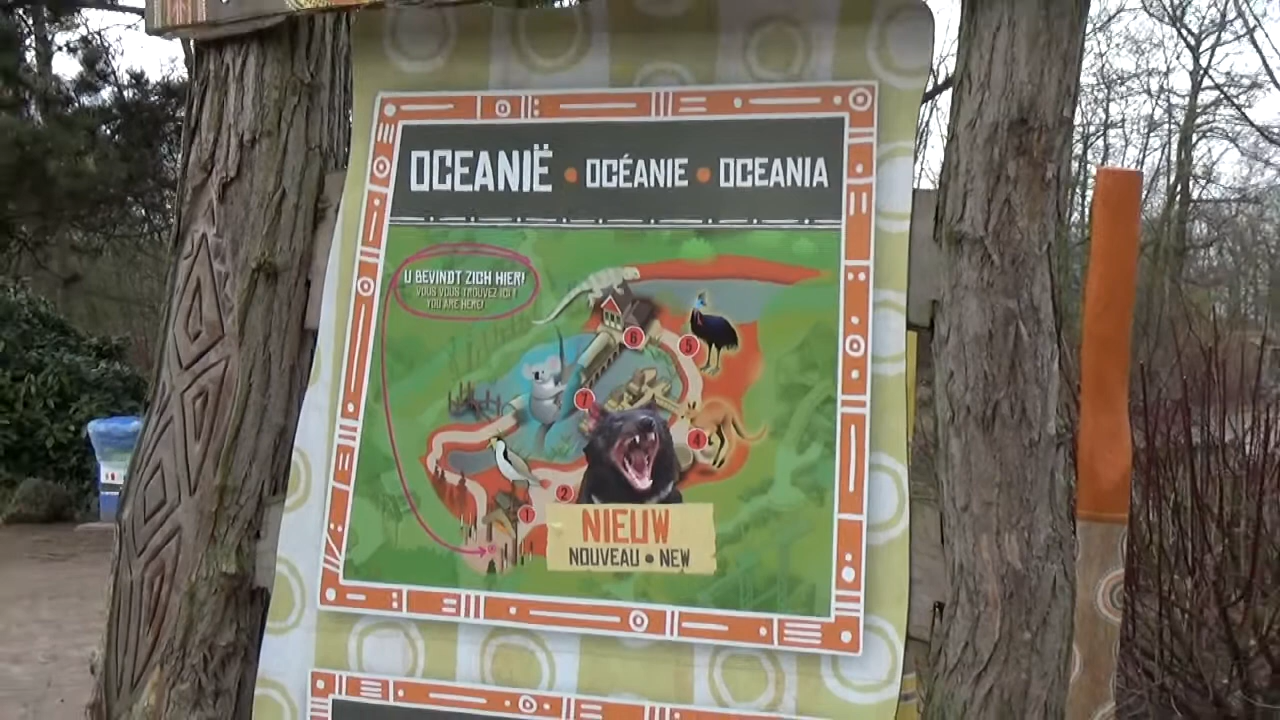 OCEANIË • OCÉANIE • OCEANIA
U BEVINDT ZICH HIER!
VOUS VOUS TROUVEZ ICI!
YOU ARE HERE!
6
5
7
4
2
1
NIEUW
NOUVEAU • NEW